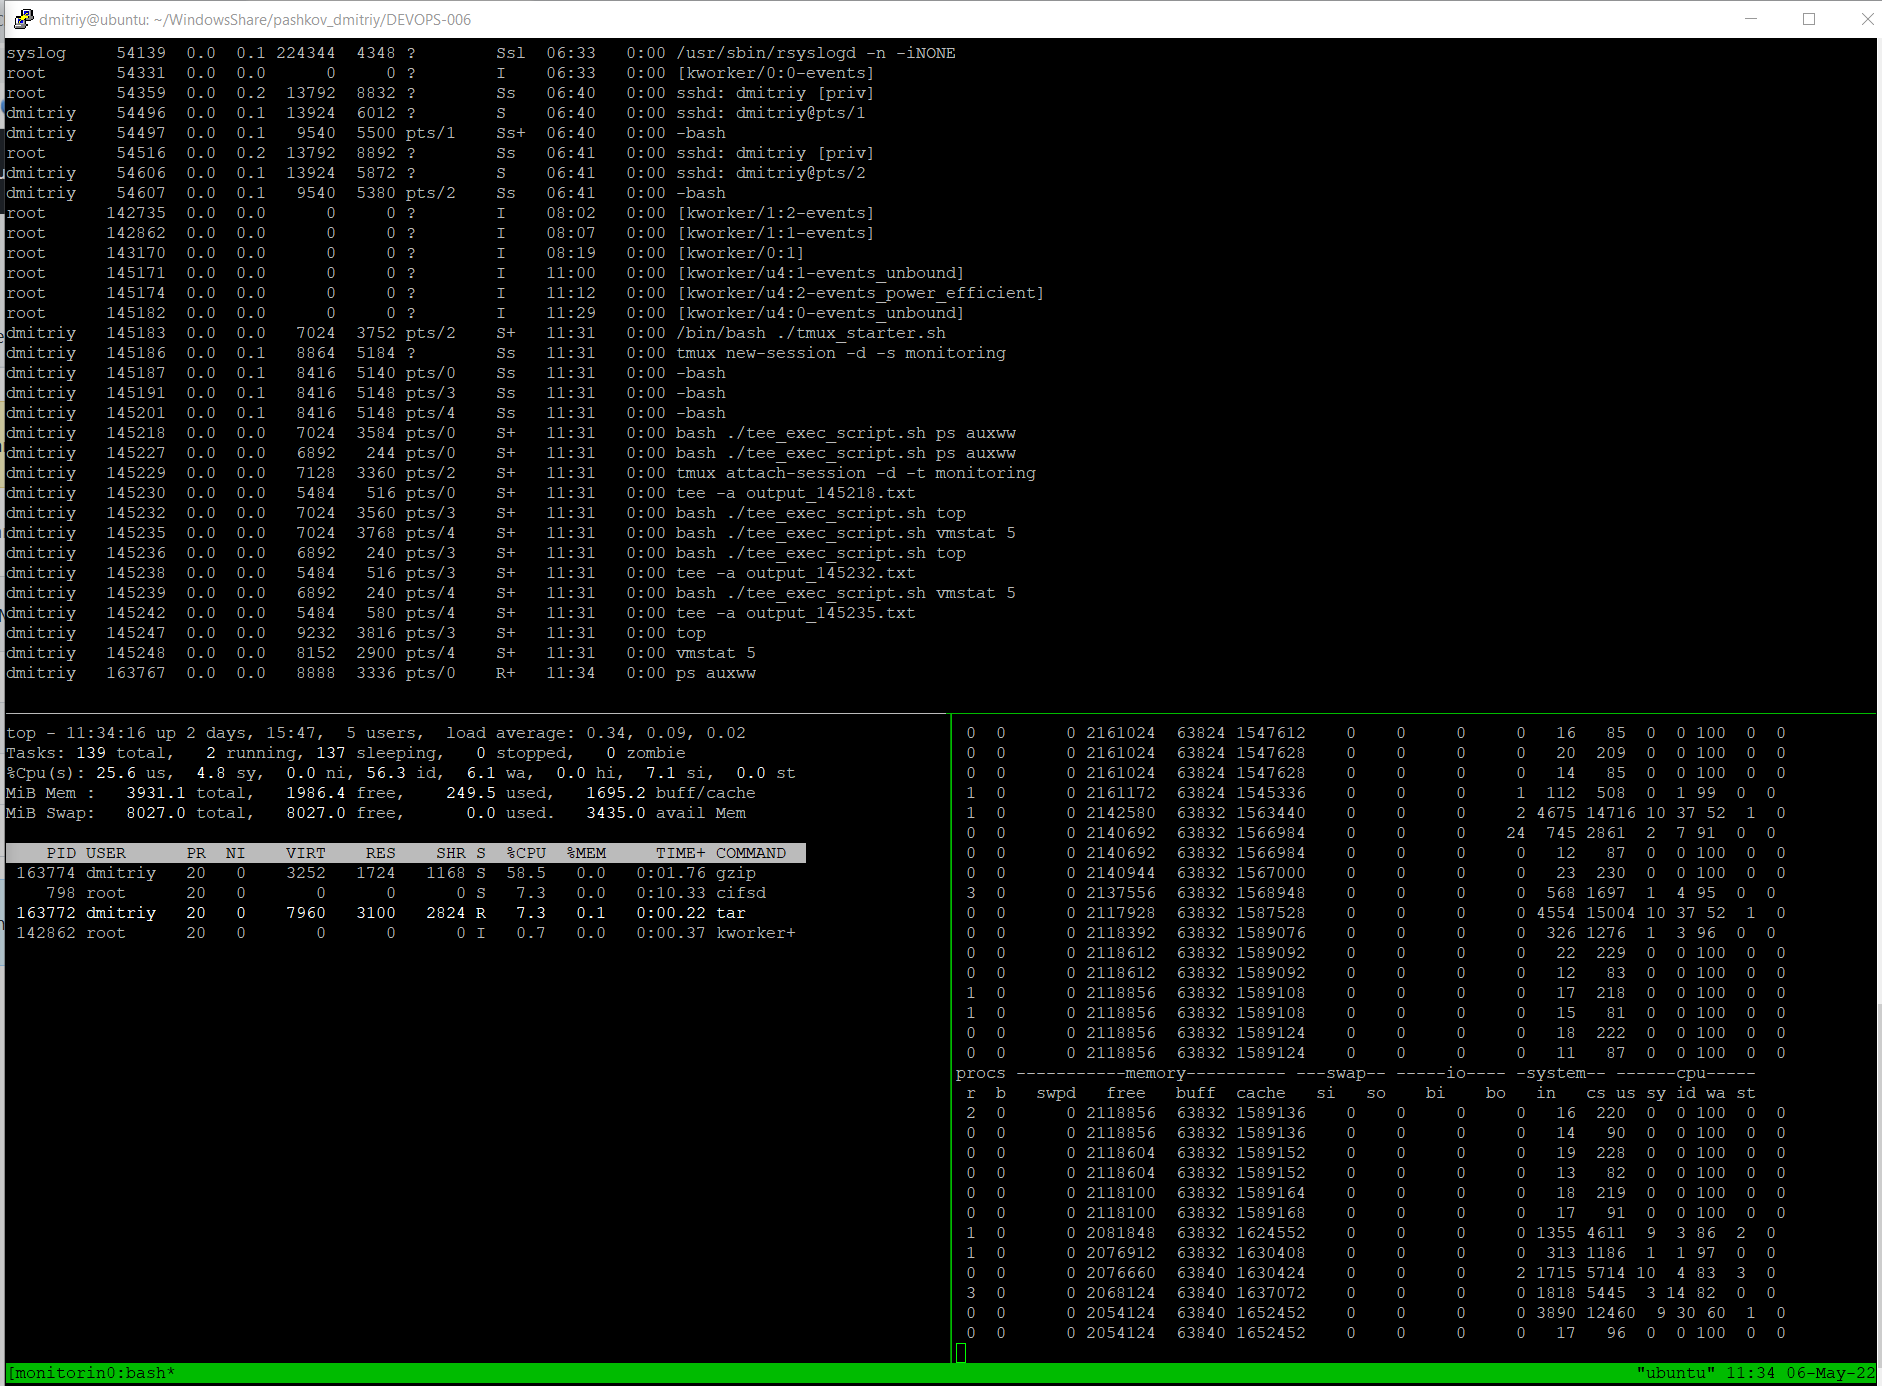 dmitriy@ubuntu: ~/WindowsShare/pashkov_dmitriy/DEVOPS-006
syslog     54139  0.0  0.1 224344  4348 ?        Ssl  06:33   0:00 /usr/sbin/rsyslogd -n -iNONE
root       54331  0.0  0.0      0     0 ?        I    06:33   0:00 [kworker/0:0-events]
root       54359  0.0  0.2  13792  8832 ?        Ss   06:40   0:00 sshd: dmitriy [priv]
dmitriy    54496  0.0  0.1  13924  6012 ?        S    06:40   0:00 sshd: dmitriy@pts/1
dmitriy    54497  0.0  0.1   9540  5500 pts/1    Ss+  06:40   0:00 -bash
root       54516  0.0  0.2  13792  8892 ?        Ss   06:41   0:00 sshd: dmitriy [priv]
dmitriy    54606  0.0  0.1  13924  5872 ?        S    06:41   0:00 sshd: dmitriy@pts/2
dmitriy    54607  0.0  0.1   9540  5380 pts/2    Ss   06:41   0:00 -bash
root      142735  0.0  0.0      0     0 ?        I    08:02   0:00 [kworker/1:2-events]
root      142862  0.0  0.0      0     0 ?        I    08:07   0:00 [kworker/1:1-events]
root      143170  0.0  0.0      0     0 ?        I    08:19   0:00 [kworker/0:1]
root      145171  0.0  0.0      0     0 ?        I    11:00   0:00 [kworker/u4:1-events_unbound]
root      145174  0.0  0.0      0     0 ?        I    11:12   0:00 [kworker/u4:2-events_power_efficient]
root      145182  0.0  0.0      0     0 ?        I    11:29   0:00 [kworker/u4:0-events_unbound]
dmitriy   145183  0.0  0.0   7024  3752 pts/2    S+   11:31   0:00 /bin/bash ./tmux_starter.sh
dmitriy   145186  0.0  0.1   8864  5184 ?        Ss   11:31   0:00 tmux new-session -d -s monitoring
dmitriy   145187  0.0  0.1   8416  5140 pts/0    Ss   11:31   0:00 -bash
dmitriy   145191  0.0  0.1   8416  5148 pts/3    Ss   11:31   0:00 -bash
dmitriy   145201  0.0  0.1   8416  5148 pts/4    Ss   11:31   0:00 -bash
dmitriy   145218  0.0  0.0   7024  3584 pts/0    S+   11:31   0:00 bash ./tee_exec_script.sh ps auxww
dmitriy   145227  0.0  0.0   6892   244 pts/0    S+   11:31   0:00 bash ./tee_exec_script.sh ps auxww
dmitriy   145229  0.0  0.0   7128  3360 pts/2    S+   11:31   0:00 tmux attach-session -d -t monitoring
dmitriy   145230  0.0  0.0   5484   516 pts/0    S+   11:31   0:00 tee -a output_145218.txt
dmitriy   145232  0.0  0.0   7024  3560 pts/3    S+   11:31   0:00 bash ./tee_exec_script.sh top
dmitriy   145235  0.0  0.0   7024  3768 pts/4    S+   11:31   0:00 bash ./tee_exec_script.sh vmstat 5
dmitriy   145236  0.0  0.0   6892   240 pts/3    S+   11:31   0:00 bash ./tee_exec_script.sh top
dmitriy   145238  0.0  0.0   5484   516 pts/3    S+   11:31   0:00 tee -a output_145232.txt
dmitriy   145239  0.0  0.0   6892   240 pts/4    S+   11:31   0:00 bash ./tee_exec_script.sh vmstat 5
dmitriy   145242  0.0  0.0   5484   580 pts/4    S+   11:31   0:00 tee -a output_145235.txt
dmitriy   145247  0.0  0.0   9232  3816 pts/3    S+   11:31   0:00 top
dmitriy   145248  0.0  0.0   8152  2900 pts/4    S+   11:31   0:00 vmstat 5
dmitriy   163767  0.0  0.0   8888  3336 pts/0    R+   11:34   0:00 ps auxww
top - 11:34:16 up 2 days, 15:47,  5 users,  load average: 0.34, 0.09, 0.02
Tasks: 139 total,   2 running, 137 sleeping,   0 stopped,   0 zombie
%Cpu(s): 25.6 us,  4.8 sy,  0.0 ni, 56.3 id,  6.1 wa,  0.0 hi,  7.1 si,  0.0 st
MiB Mem :   3931.1 total,   1986.4 free,    249.5 used,   1695.2 buff/cache
MiB Swap:   8027.0 total,   8027.0 free,      0.0 used.   3435.0 avail Mem
    PID USER      PR  NI    VIRT    RES    SHR S  %CPU  %MEM     TIME+ COMMAND
 163774 dmitriy   20   0    3252   1724   1168 S  58.5   0.0   0:01.76 gzip
    798 root      20   0       0      0      0 S   7.3   0.0   0:10.33 cifsd
 163772 dmitriy   20   0    7960   3100   2824 R   7.3   0.1   0:00.22 tar
 142862 root      20   0       0      0      0 I   0.7   0.0   0:00.37 kworker+
 0  0      0 2161024  63824 1547612    0    0     0     0   16   85  0  0 100  0  0
 0  0      0 2161024  63824 1547628    0    0     0     0   20  209  0  0 100  0  0
 0  0      0 2161024  63824 1547628    0    0     0     0   14   85  0  0 100  0  0
 1  0      0 2161172  63824 1545336    0    0     0     1  112  508  0  1 99  0  0
 1  0      0 2142580  63832 1563440    0    0     0     2 4675 14716 10 37 52  1  0
 0  0      0 2140692  63832 1566984    0    0     0    24  745 2861  2  7 91  0  0
 0  0      0 2140692  63832 1566984    0    0     0     0   12   87  0  0 100  0  0
 0  0      0 2140944  63832 1567000    0    0     0     0   23  230  0  0 100  0  0
 3  0      0 2137556  63832 1568948    0    0     0     0  568 1697  1  4 95  0  0
 0  0      0 2117928  63832 1587528    0    0     0     0 4554 15004 10 37 52  1  0
 0  0      0 2118392  63832 1589076    0    0     0     0  326 1276  1  3 96  0  0
 0  0      0 2118612  63832 1589092    0    0     0     0   22  229  0  0 100  0  0
 0  0      0 2118612  63832 1589092    0    0     0     0   12   83  0  0 100  0  0
 1  0      0 2118856  63832 1589108    0    0     0     0   17  218  0  0 100  0  0
 1  0      0 2118856  63832 1589108    0    0     0     0   15   81  0  0 100  0  0
 0  0      0 2118856  63832 1589124    0    0     0     0   18  222  0  0 100  0  0
 0  0      0 2118856  63832 1589124    0    0     0     0   11   87  0  0 100  0  0
procs -----------memory---------- ---swap-- -----io---- -system-- ------cpu-----
 r  b   swpd   free   buff  cache   si   so    bi    bo   in   cs us sy id wa st
 2  0      0 2118856  63832 1589136    0    0     0     0   16  220  0  0 100  0  0
 0  0      0 2118856  63832 1589136    0    0     0     0   14   90  0  0 100  0  0
 0  0      0 2118604  63832 1589152    0    0     0     0   19  228  0  0 100  0  0
 0  0      0 2118604  63832 1589152    0    0     0     0   13   82  0  0 100  0  0
 0  0      0 2118100  63832 1589164    0    0     0     0   18  219  0  0 100  0  0
 0  0      0 2118100  63832 1589168    0    0     0     0   17   91  0  0 100  0  0
 1  0      0 2081848  63832 1624552    0    0     0     0 1355 4611  9  3 86  2  0
 1  0      0 2076912  63832 1630408    0    0     0     0  313 1186  1  1 97  0  0
 0  0      0 2076660  63840 1630424    0    0     0     2 1715 5714 10  4 83  3  0
 3  0      0 2068124  63840 1637072    0    0     0     0 1818 5445  3 14 82  0  0
 0  0      0 2054124  63840 1652452    0    0     0     0 3890 12460  9 30 60  1  0
 0  0      0 2054124  63840 1652452    0    0     0     0   17   96  0  0 100  0  0
[monitorin0:bash*    "ubuntu" 11:34 06-May-22